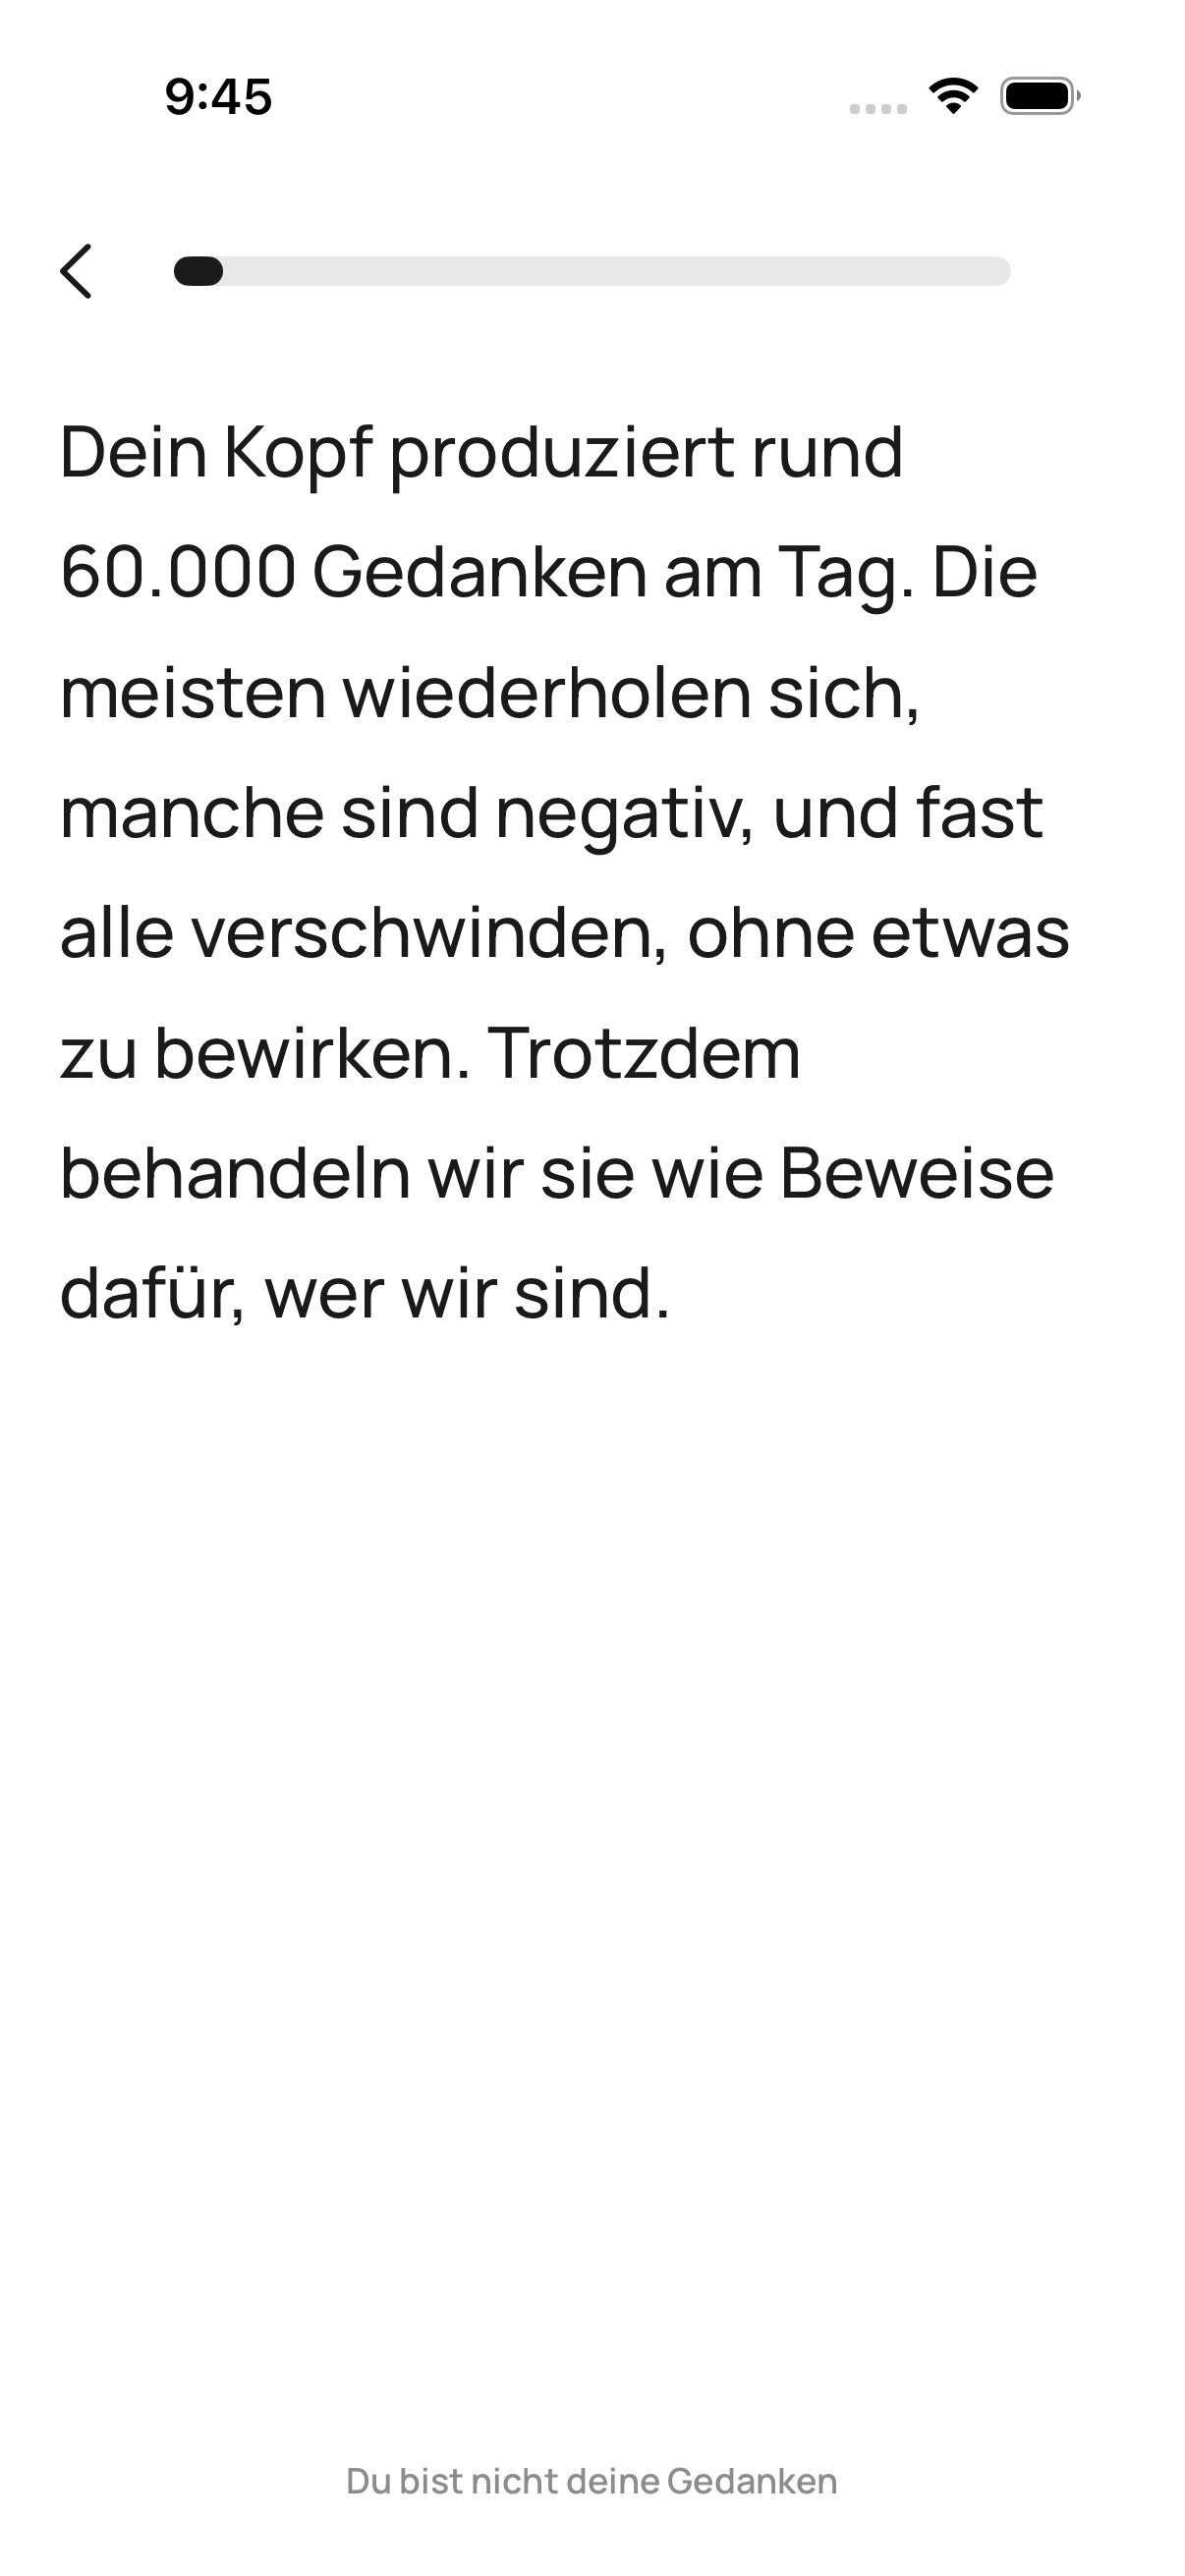 9:45
Dein Kopf produziert rund
60.000 Gedanken am Tag. Die
meisten wiederholen sich,
manche sind negativ, und fast
alle verschwinden, ohne etwas
zu bewirken. Trotzdem
behandeln wir sie wie Beweise
dafür, wer wir sind.
Du bist nicht deine Gedanken